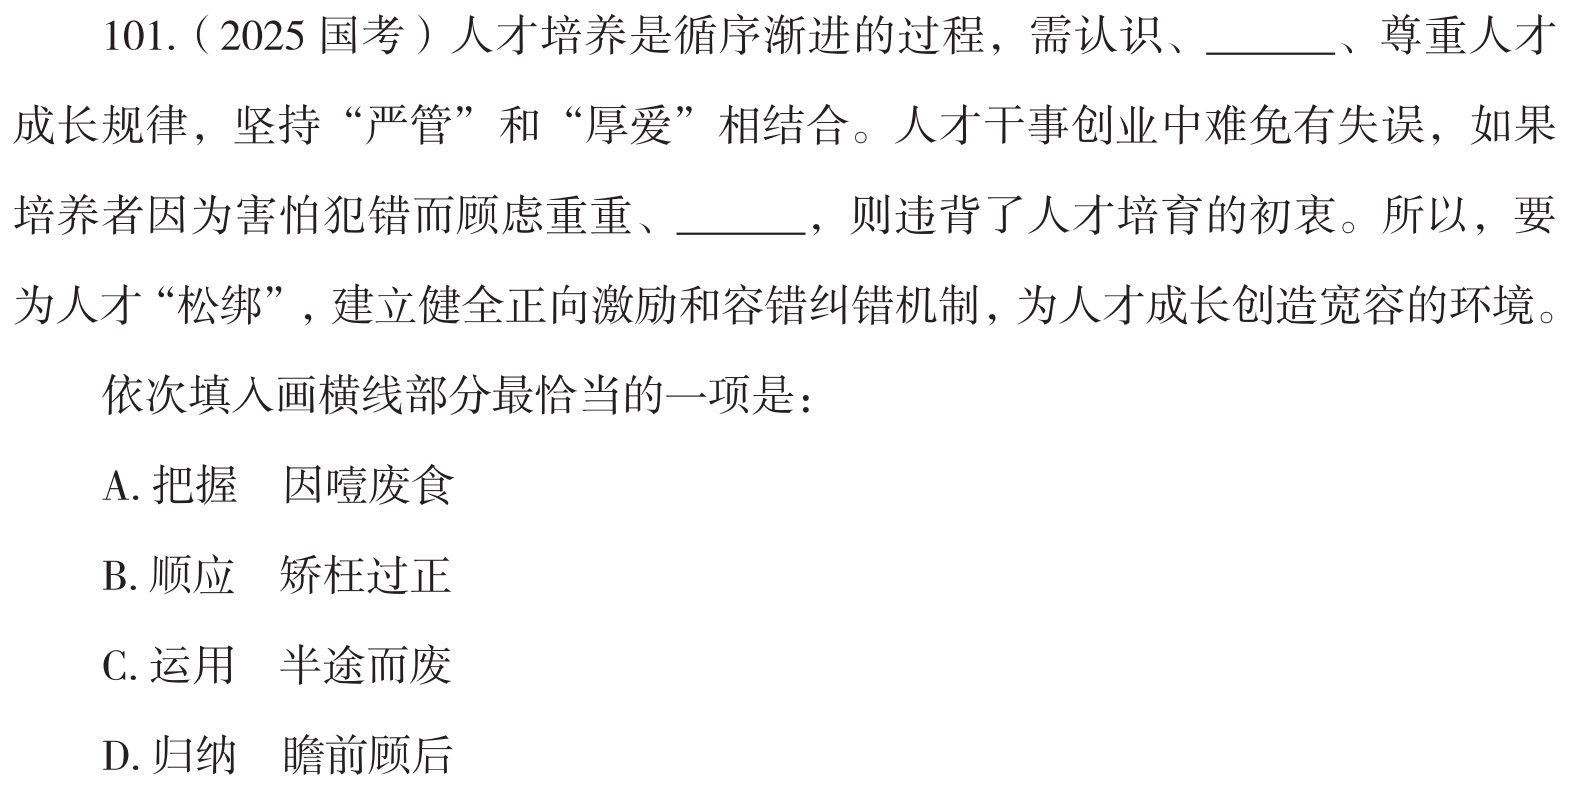 101.（2025 国考）人才培养是循序渐进的过程，需认识、______、尊重人才
成长规律，坚持“严管”和“厚爱”相结合。人才干事创业中难免有失误，如果
培养者因为害怕犯错而顾虑重重、______，则违背了人才培育的初衷。所以，要
为人才“松绑”，建立健全正向激励和容错纠错机制，为人才成长创造宽容的环境。
依次填入画横线部分最恰当的一项是：
A. 把握　因噎废食
B. 顺应　矫枉过正
C. 运用　半途而废
D. 归纳　瞻前顾后